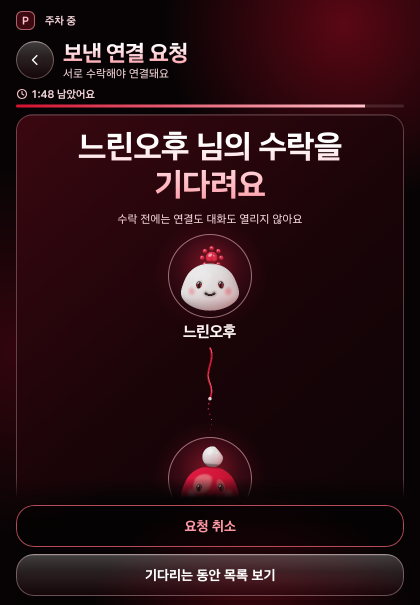 P 주차 중
보낸 연결 요청
서로 수락해야 연결돼요
1:48 남았어요
느린오후 님의 수락을
기다려요
수락 전에는 연결도 대화도 열리지 않아요
느린오후
요청 취소
기다리는 동안 목록 보기